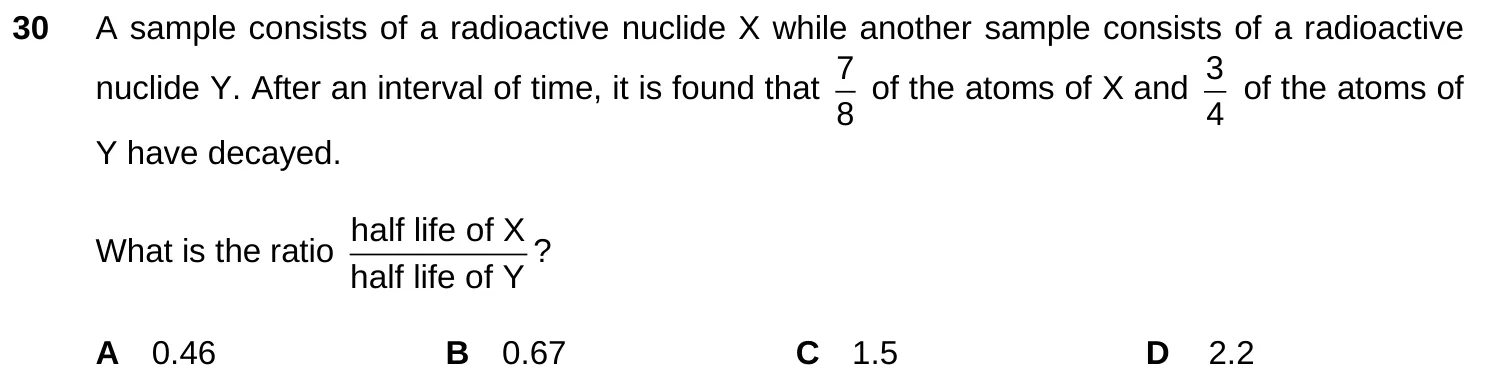 30 A sample consists of a radioactive nuclide X while another sample consists of a radioactive
nuclide Y. After an interval of time, it is found that 7/8 of the atoms of X and 3/4 of the atoms of
Y have decayed.
What is the ratio half life of X / half life of Y ?
A 0.46 B 0.67 C 1.5 D 2.2